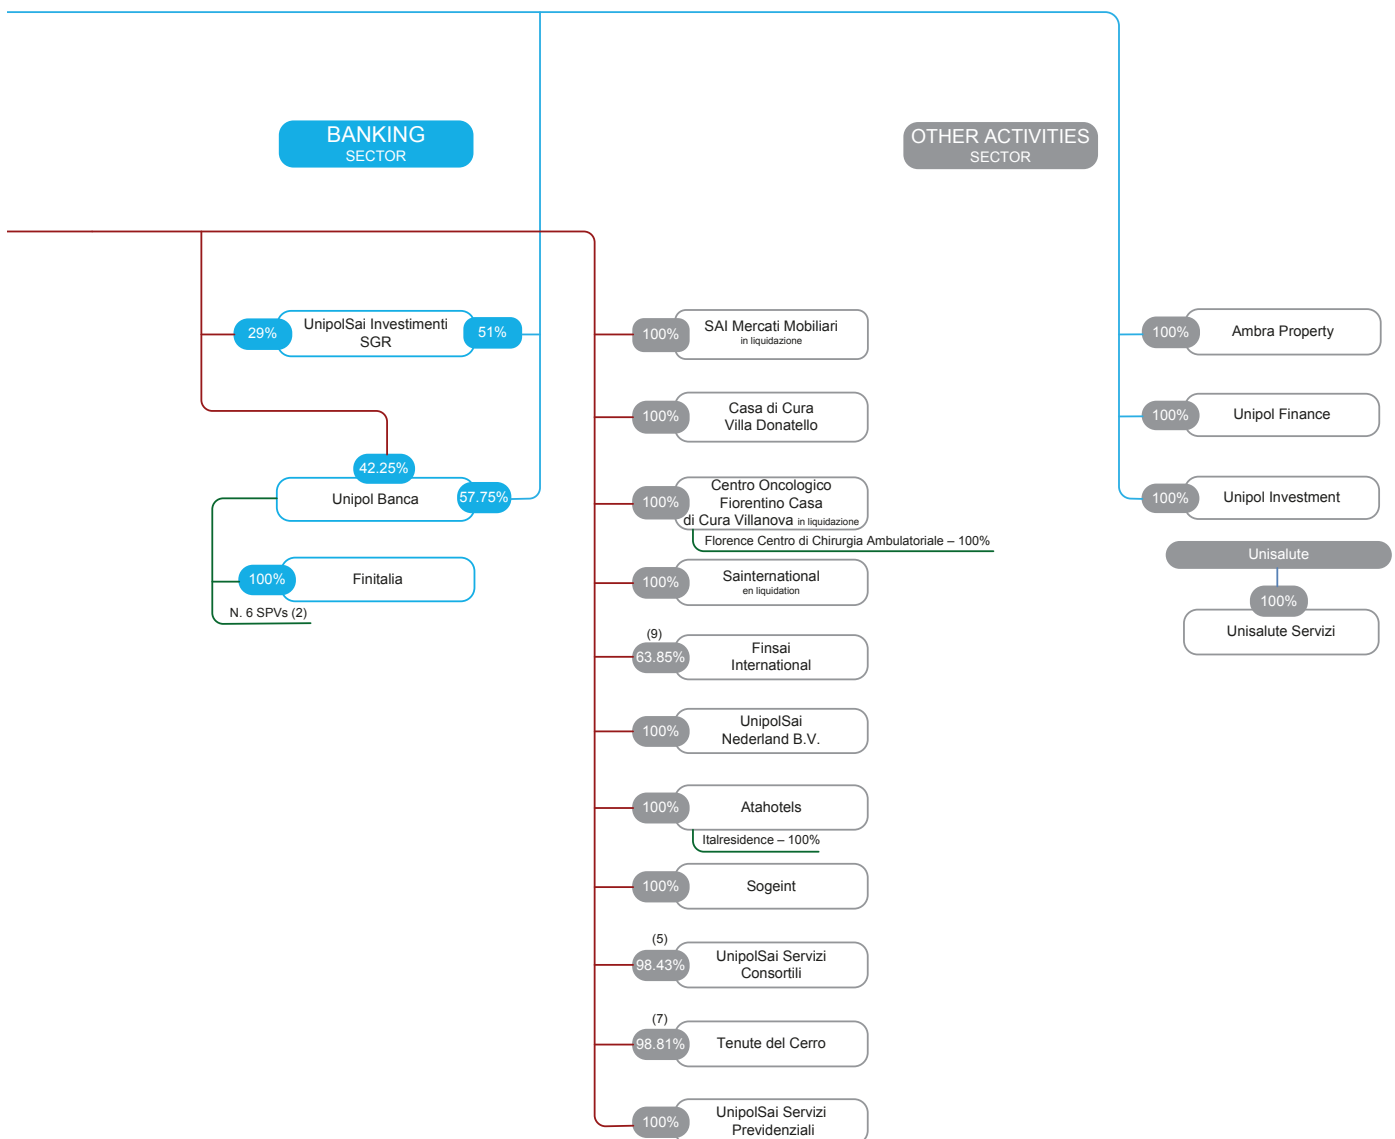 BANKING
SECTOR
OTHER ACTIVITIES
SECTOR
29%
UnipolSai Investimenti
SGR
51%
42.25%
Unipol Banca
57.75%
100%
Finitalia
N. 6 SPVs (2)
100%
SAI Mercati Mobiliari
in liquidazione
100%
Casa di Cura
Villa Donatello
100%
Centro Oncologico
Fiorentino Casa
di Cura Villanova in liquidazione
Florence Centro di Chirurgia Ambulatoriale – 100%
100%
Sainternational
en liquidation
(9)
63.85%
Finsai
International
100%
UnipolSai
Nederland B.V.
100%
Atahotels
Italresidence – 100%
100%
Sogeint
(5)
98.43%
UnipolSai Servizi
Consortili
(7)
98.81%
Tenute del Cerro
100%
UnipolSai Servizi
Previdenziali
100%
Ambra Property
100%
Unipol Finance
100%
Unipol Investment
Unisalute
100%
Unisalute Servizi